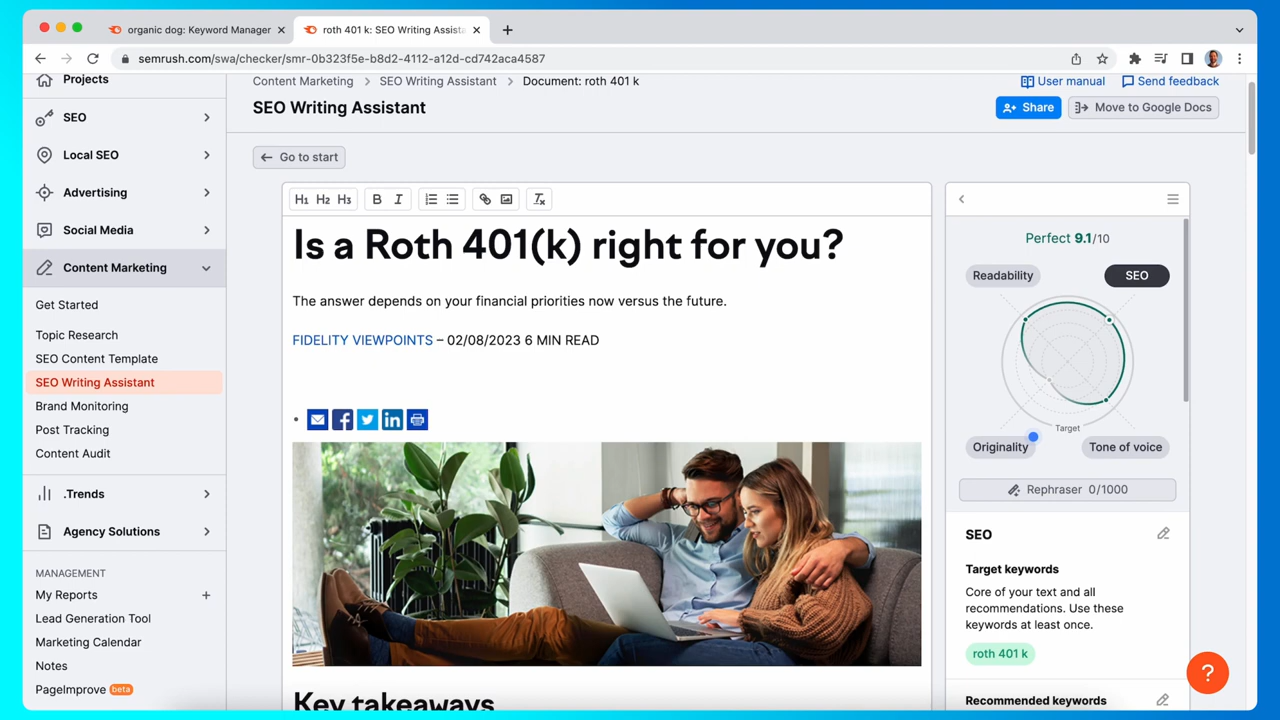 organic dog: Keyword Manager
roth 401 k: SEO Writing Assista
semrush.com/swa/checker/smr-0b323f5e-b8d2-4112-a12d-cd742aca4587
Projects
SEO
Local SEO
Advertising
Social Media
Content Marketing
Get Started
Topic Research
SEO Content Template
SEO Writing Assistant
Brand Monitoring
Post Tracking
Content Audit
.Trends
Agency Solutions
MANAGEMENT
My Reports
Lead Generation Tool
Marketing Calendar
Notes
PageImprove beta
Content Marketing > SEO Writing Assistant > Document: roth 401 k
User manual
Send feedback
SEO Writing Assistant
Share
Move to Google Docs
Go to start
H1 H2 H3 B I
Is a Roth 401(k) right for you?
The answer depends on your financial priorities now versus the future.
FIDELITY VIEWPOINTS – 02/08/2023 6 MIN READ
Key takeaways
Perfect 9.1/10
Readability
SEO
Target
Originality
Tone of voice
Rephraser 0/1000
SEO
Target keywords
Core of your text and all
recommendations. Use these
keywords at least once.
roth 401 k
Recommended keywords
?